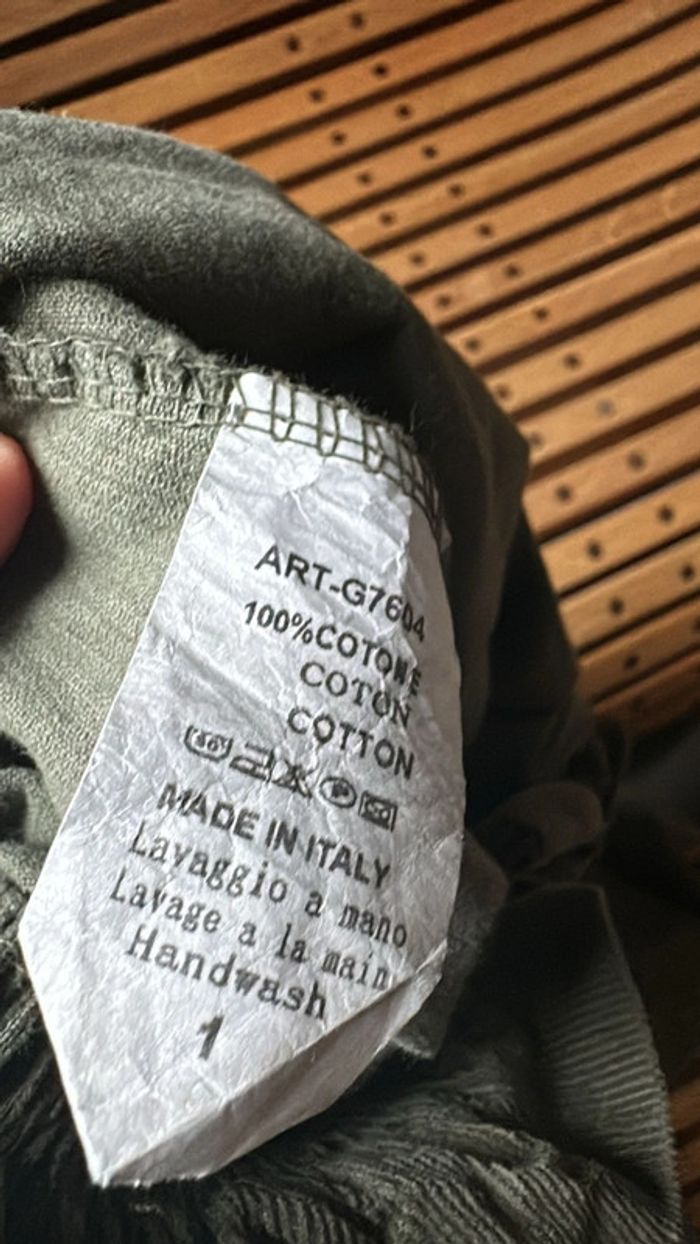 ART-G7604
100%COTONE
COTON
COTTON
MADE IN ITALY
Lavaggio a mano
Lavage a la main
Handwash
1